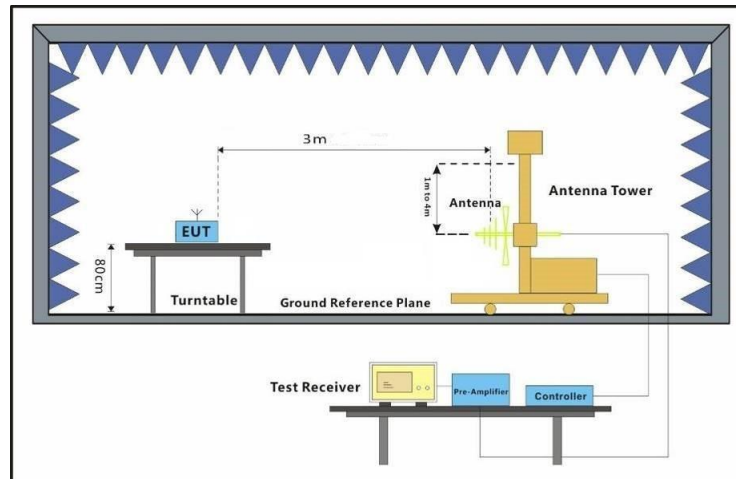 3m
1m to 4m
Antenna
Antenna Tower
EUT
80cm
Turntable
Ground Reference Plane
Test Receiver
Pre-Amplifier
Controller